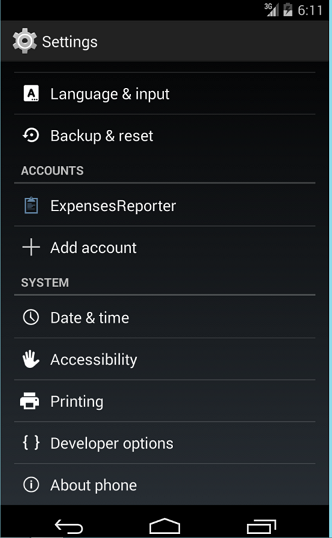 3G 6:11
Settings
Language & input
Backup & reset
ACCOUNTS
ExpensesReporter
Add account
SYSTEM
Date & time
Accessibility
Printing
{ } Developer options
About phone